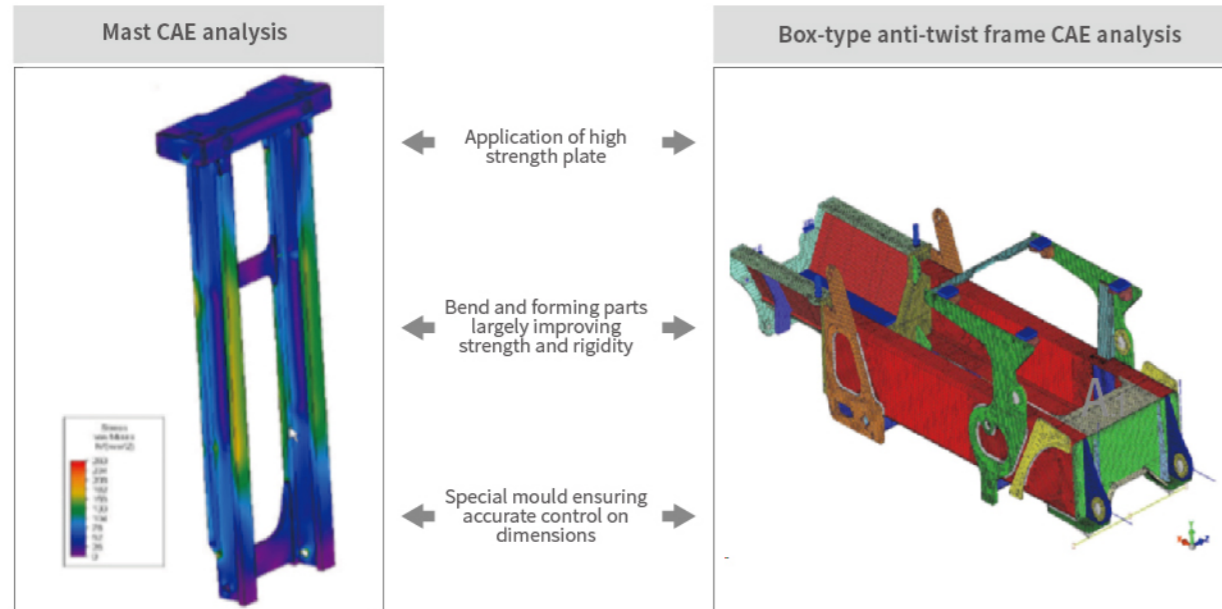 Mast CAE analysis
Box-type anti-twist frame CAE analysis
Application of high
strength plate
Bend and forming parts
largely improving
strength and rigidity
Special mould ensuring
accurate control on
dimensions